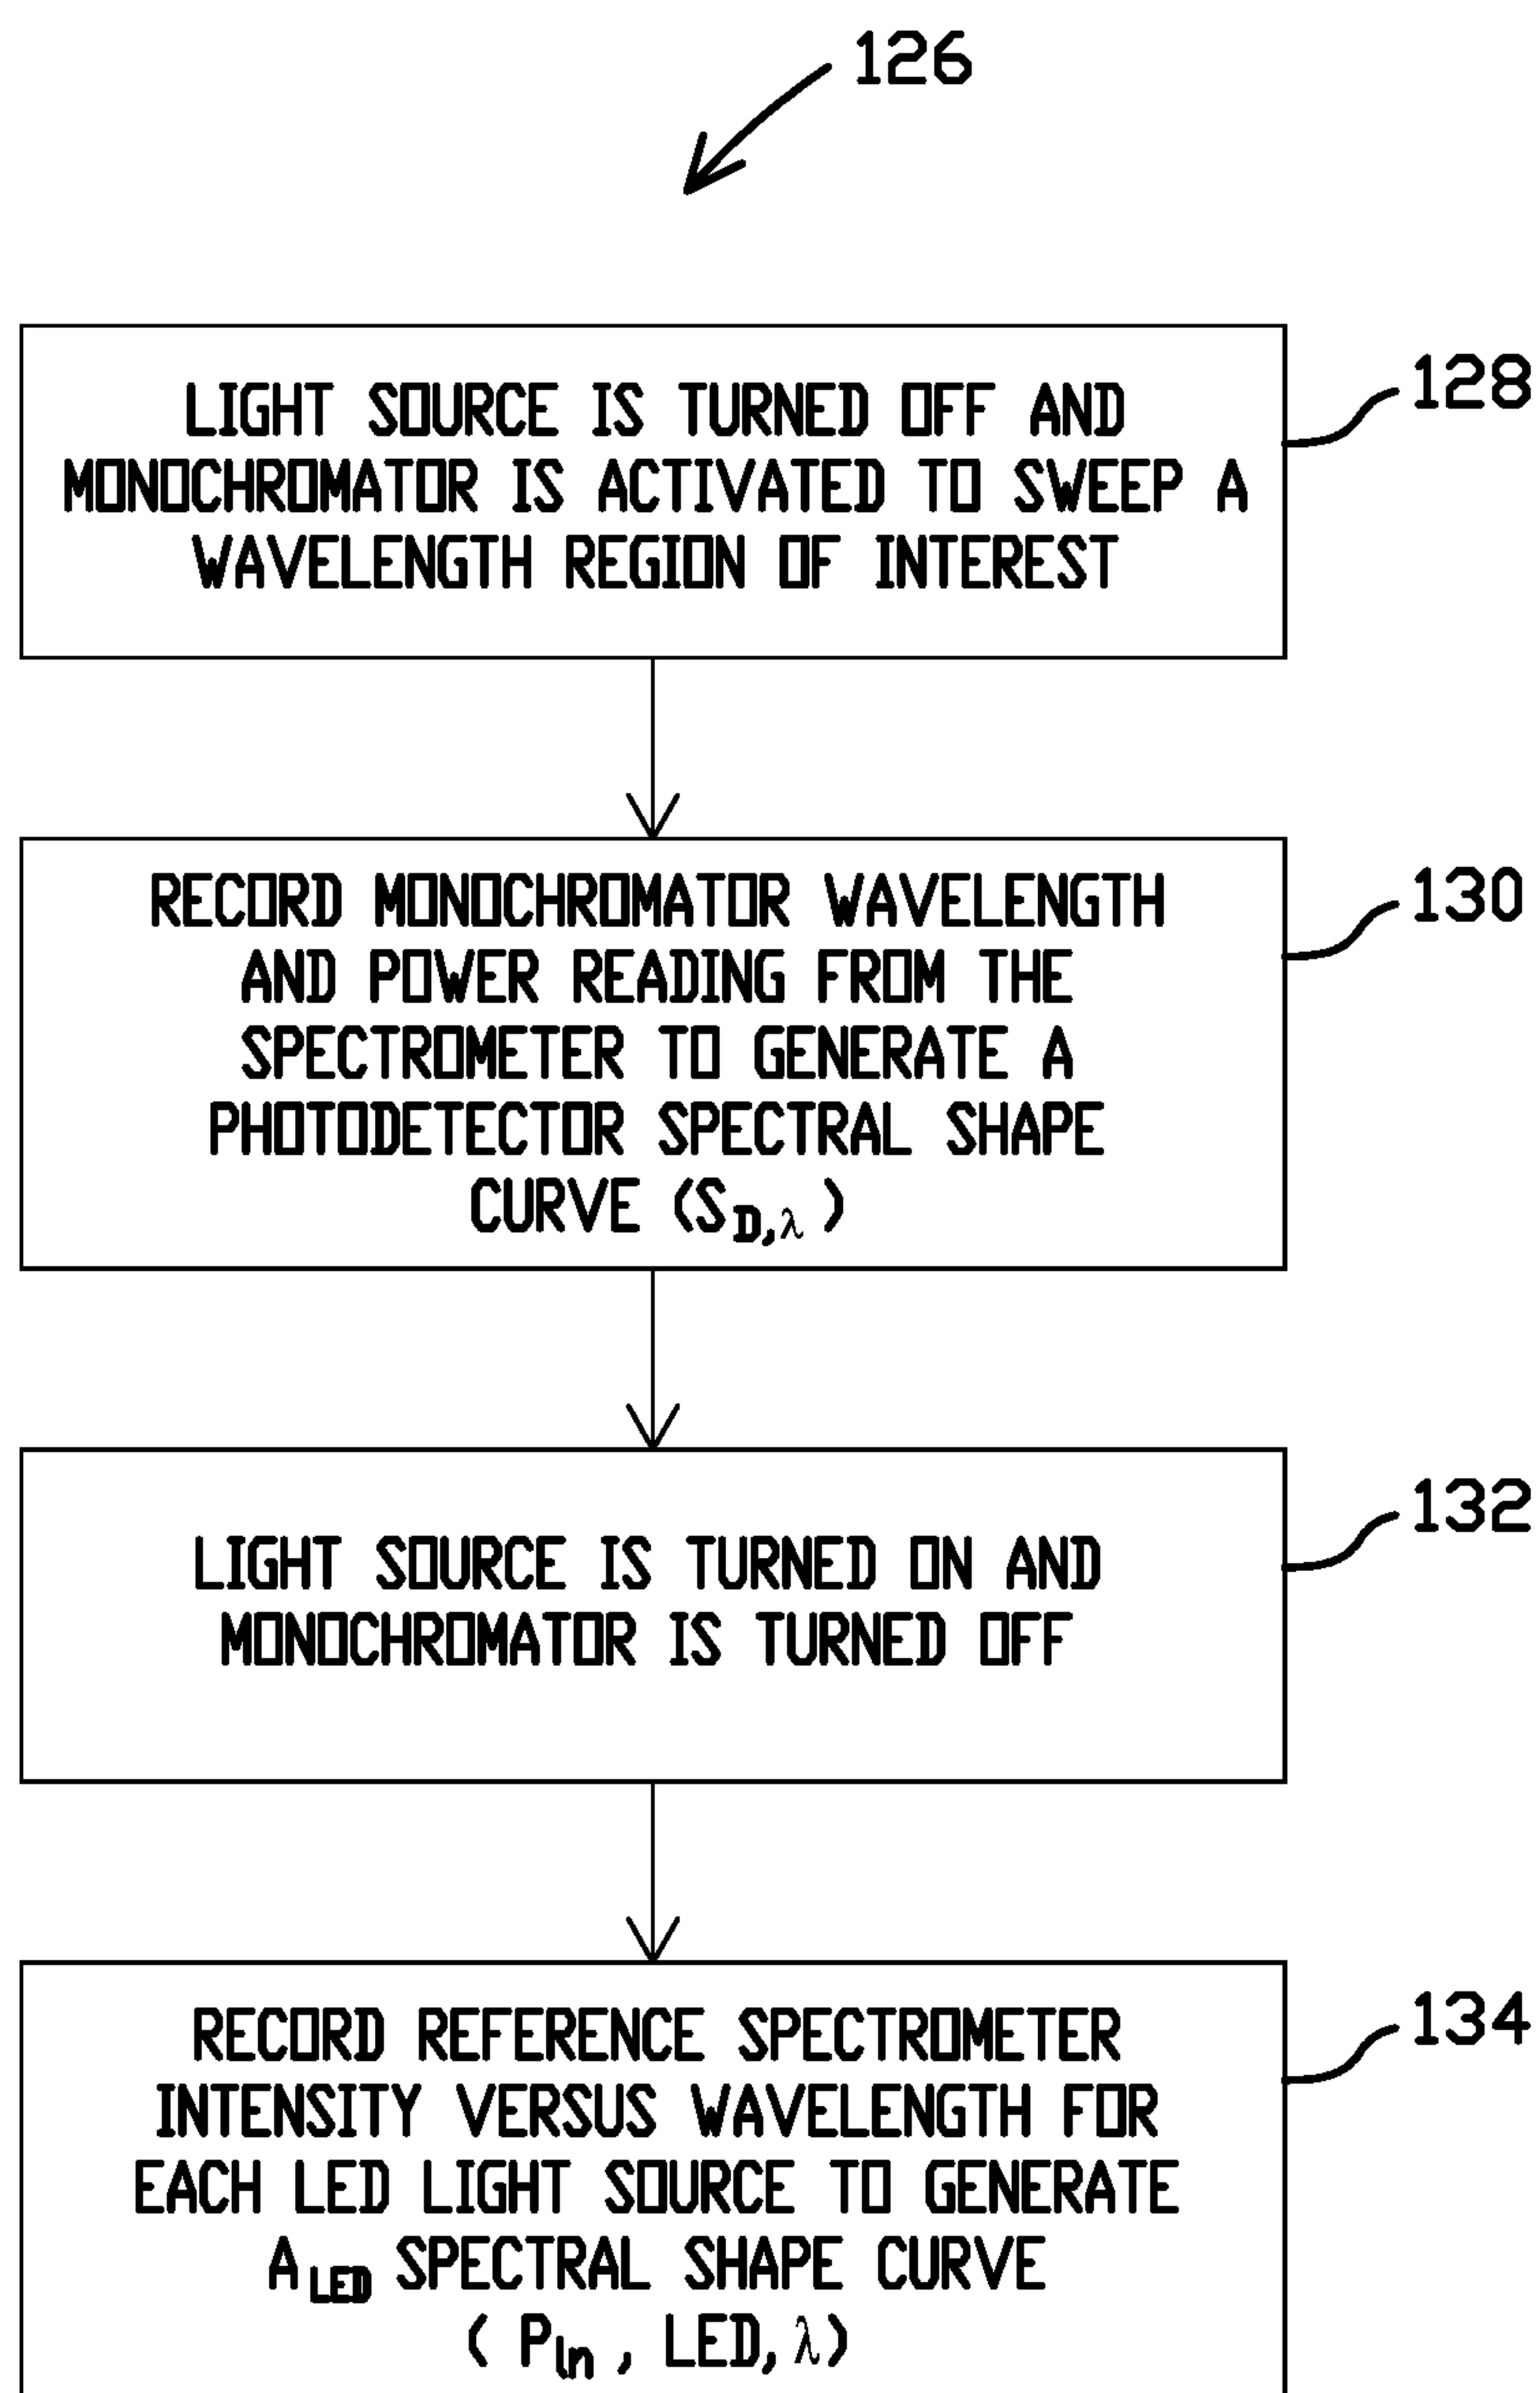 126
LIGHT SOURCE IS TURNED OFF AND
MONOCHROMATOR IS ACTIVATED TO SWEEP A
WAVELENGTH REGION OF INTEREST
128
RECORD MONOCHROMATOR WAVELENGTH
AND POWER READING FROM THE
SPECTROMETER TO GENERATE A
PHOTODETECTOR SPECTRAL SHAPE
CURVE (S D,λ )
130
LIGHT SOURCE IS TURNED ON AND
MONOCHROMATOR IS TURNED OFF
132
RECORD REFERENCE SPECTROMETER
INTENSITY VERSUS WAVELENGTH FOR
EACH LED LIGHT SOURCE TO GENERATE
A LED SPECTRAL SHAPE CURVE
( P in , LED, λ)
134